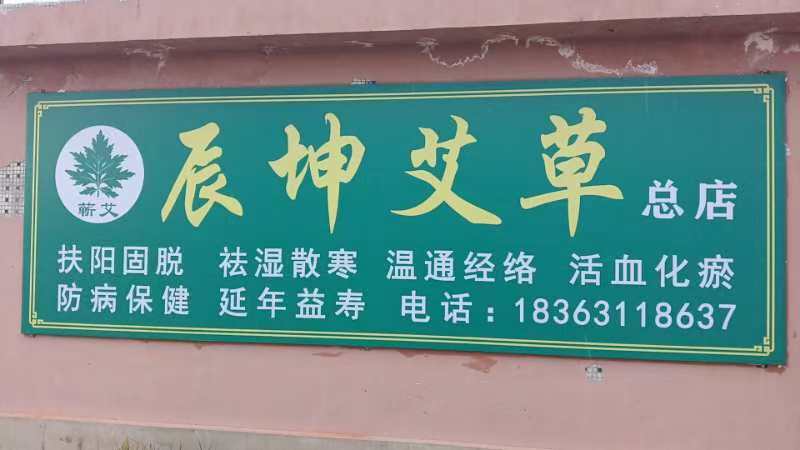 辰坤艾草 总店
蕲艾
扶阳固脱 祛湿散寒 温通经络 活血化瘀
防病保健 延年益寿 电话：18363118637